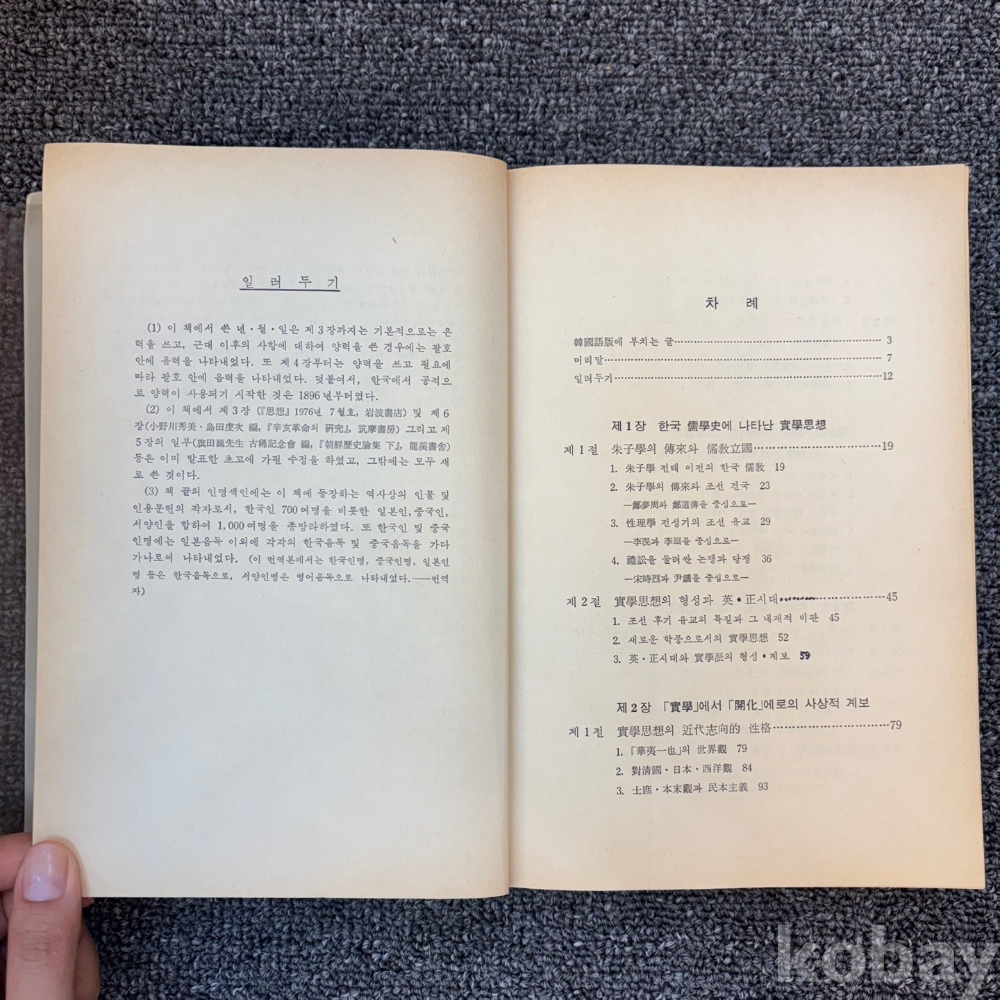 일 러 두 기
(1) 이 책에서 쓴 년·월·일은 제 3 장까지는 기본적으로는 음
력을 쓰고, 근대 이후의 사항에 대하여 양력을 쓴 경우에는 괄호
안에 음력을 나타내었다. 또 제 4 장부터는 양력을 쓰고 필요에
따라 괄호 안에 음력을 나타내었다. 덧붙여서, 한국에서 공적으
로 양력이 사용되기 시작한 것은 1896 년부터였다.
(2) 이 책에서 제 3 장(『思想』 1976년 7 월호, 岩波書店) 및 제 6
장(小野川秀美·島田虔次 編, 『辛亥革命의 硏究』, 筑摩書房) 그리고 제
5 장의 일부(旗田巍先生 古稀記念會 編, 『朝鮮歷史論集 下』, 龍溪書舍)
등은 이미 발표한 초고에 가필 수정을 하였고, 그밖에는 모두 새
로 쓴 것이다.
(3) 책 끝의 인명색인에는 이 책에 등장하는 역사상의 인물 및
인용문헌의 작자로서, 한국인 700 여명을 비롯한 일본인, 중국인,
서양인을 합하여 1,000 여명을 총망라하였다. 또 한국인 및 중국
인명에는 일본음독 이외에 각각의 한국음독 및 중국음독을 가다
가나로써 나타내었다. (이 번역본에서는 한국인명, 중국인명, 일본인
명 등은 한국음독으로, 서양인명은 영어음독으로 나타내었다.——번역
자)
차 례
韓國語版에 부치는 글 3
머리말 7
일러두기 12
제 1 장 한국 儒學史에 나타난 實學思想
제 1 절 朱子學의 傳來와 儒敎立國 19
1. 朱子學 전래 이전의 한국 儒敎 19
2. 朱子學의 傳來와 조선 건국 23
—鄭夢周와 鄭道傳을 중심으로—
3. 性理學 전성기의 조선 유교 29
—李滉과 李珥를 중심으로—
4. 禮訟을 둘러싼 논쟁과 당쟁 36
—宋時烈과 尹鑴를 중심으로—
제 2 절 實學思想의 형성과 英·正시대 45
1. 조선 후기 유교의 특질과 그 내재적 비판 45
2. 새로운 학풍으로서의 實學思想 52
3. 英·正시대와 實學派의 형성·계보 59
제 2 장 「實學」에서 「開化」에로의 사상적 계보
제 1 절 實學思想의 近代志向的 性格 79
1. 「華夷一也」의 世界觀 79
2. 對淸國·日本·西洋觀 84
3. 士庶·本末觀과 民本主義 93
kobay